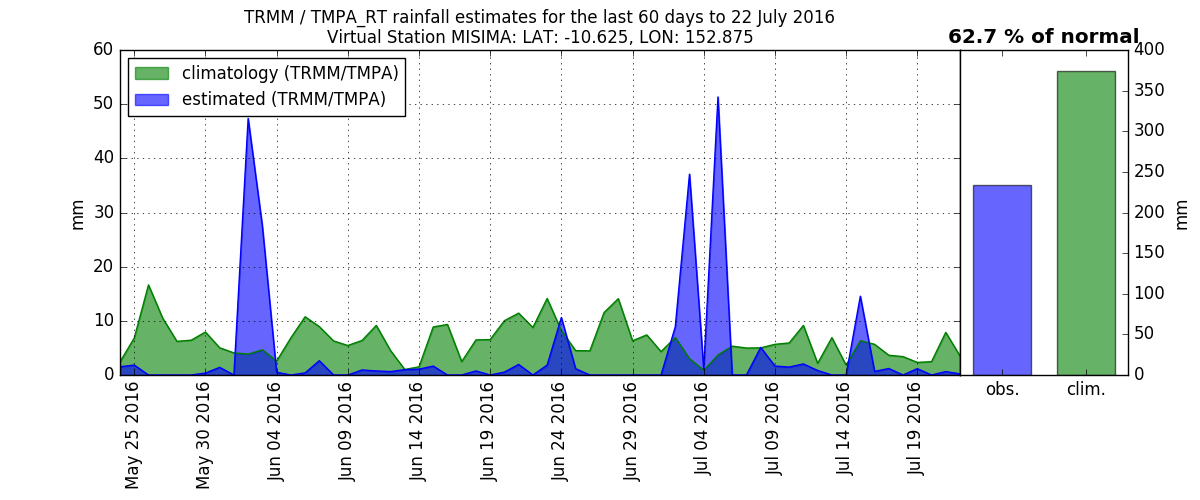 TRMM / TMPA_RT rainfall estimates for the last 60 days to 22 July 2016
Virtual Station MISIMA: LAT: -10.625, LON: 152.875
62.7 % of normal
climatology (TRMM/TMPA)
estimated (TRMM/TMPA)
mm
60
50
40
30
20
10
0
May 25 2016
May 30 2016
Jun 04 2016
Jun 09 2016
Jun 14 2016
Jun 19 2016
Jun 24 2016
Jun 29 2016
Jul 04 2016
Jul 09 2016
Jul 14 2016
Jul 19 2016
obs.
clim.
400
350
300
250
200
150
100
50
0
mm